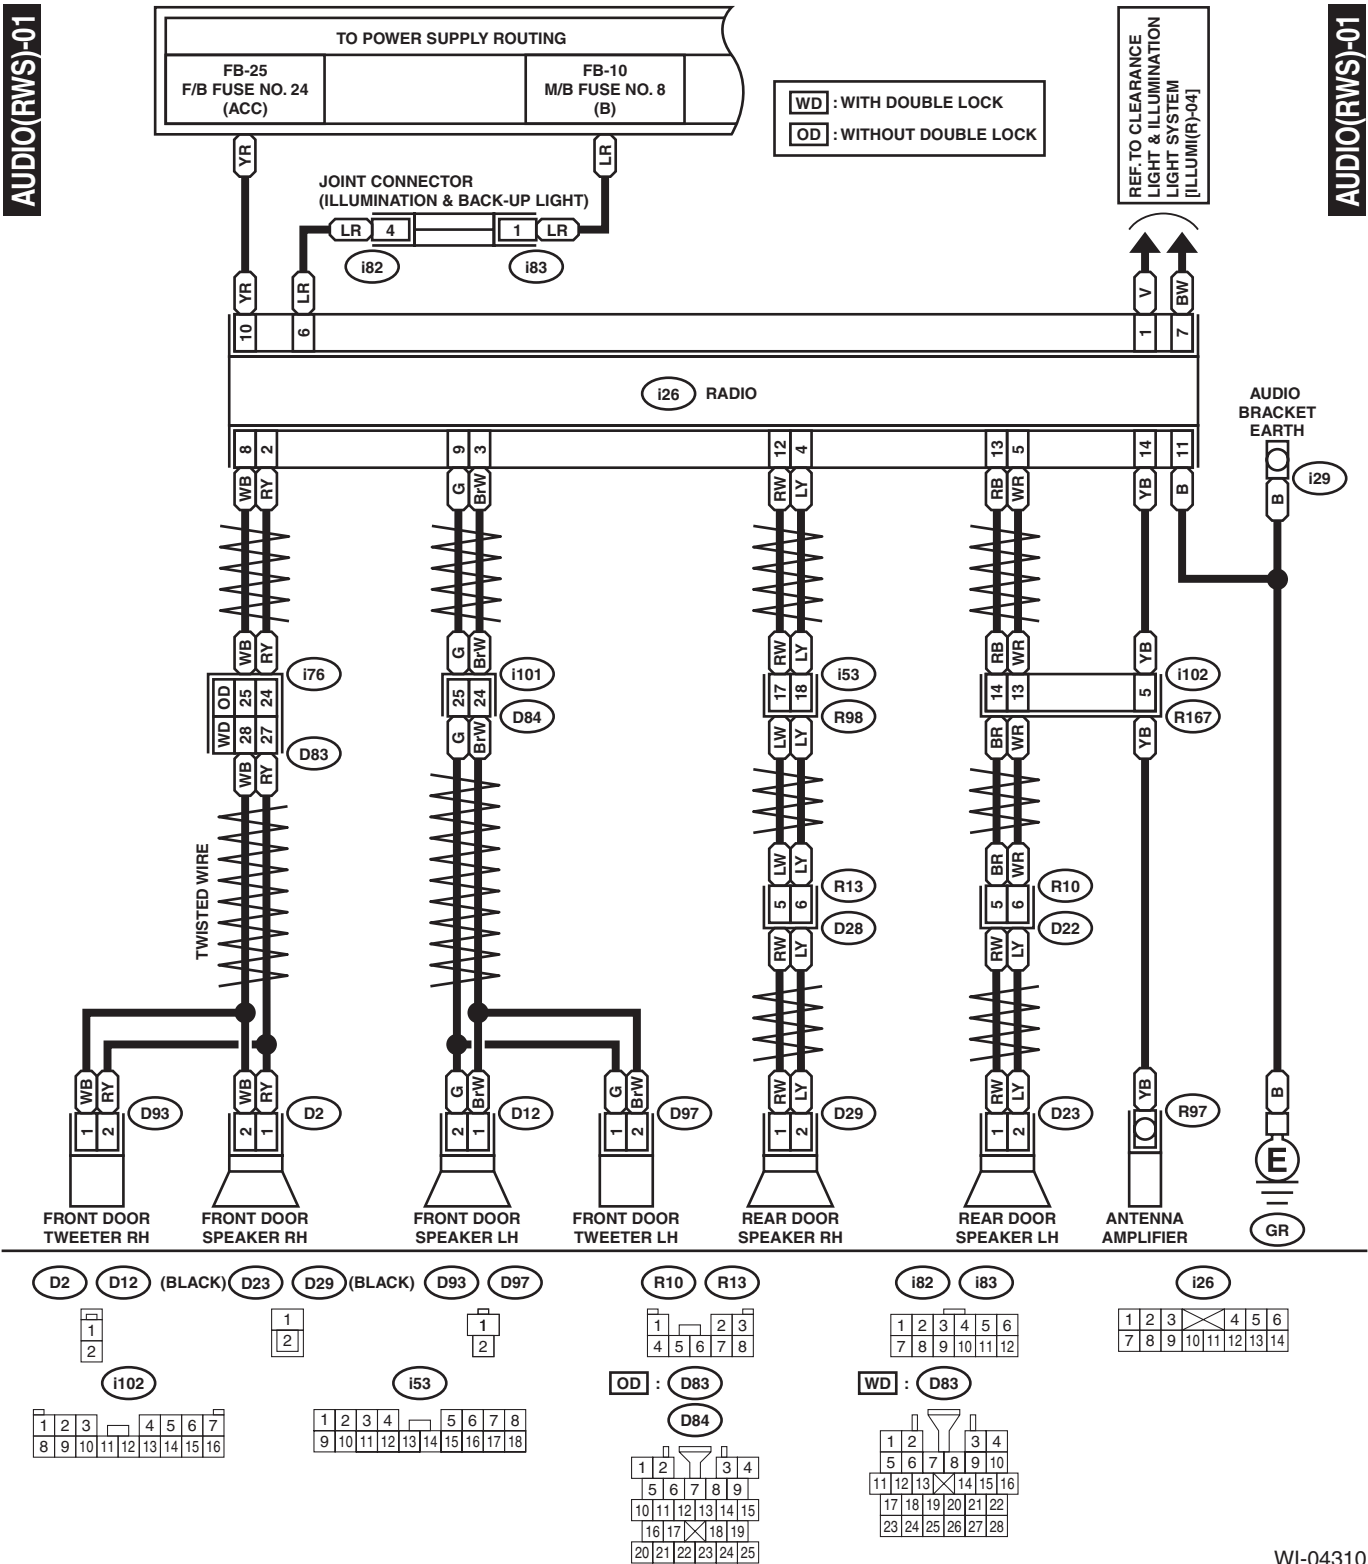 AUDIO(RWS)-01
AUDIO(RWS)-01
TO POWER SUPPLY ROUTING
FB-25
F/B FUSE NO. 24
(ACC)
FB-10
M/B FUSE NO. 8
(B)
WD : WITH DOUBLE LOCK
OD : WITHOUT DOUBLE LOCK
REF. TO CLEARANCE
LIGHT & ILLUMINATION
LIGHT SYSTEM
[ILLUMI(R)-04]
YR
LR
JOINT CONNECTOR
(ILLUMINATION & BACK-UP LIGHT)
LR 4 1 LR
i82 i83
YR LR V BW
10 6 1 7
i26 RADIO
AUDIO
BRACKET
EARTH
8 2 9 3 12 4 13 5 14 11
WB RY G BrW RW LY RB WR YB B
i29
B
WB RY G BrW RW LY RB WR YB
i76 i101 i53 i102
OD 25 24 25 24 17 18 14 13 5
D84 R98 R167
WD 28 27
G BrW LW LY BR WR YB
D83
WB RY
TWISTED WIRE
LW LY BR WR
R13 R10
5 6 5 6
D28 D22
RW LY RW LY
WB RY WB RY G BrW G BrW RW LY RW LY YB B
1 2 D93 2 1 D2 2 1 D12 1 2 D97 1 2 D29 1 2 D23 R97
E
FRONT DOOR
TWEETER RH
FRONT DOOR
SPEAKER RH
FRONT DOOR
SPEAKER LH
FRONT DOOR
TWEETER LH
REAR DOOR
SPEAKER RH
REAR DOOR
SPEAKER LH
ANTENNA
AMPLIFIER
GR
D2 D12 (BLACK) D23 D29 (BLACK) D93 D97 R10 R13 i82 i83 i26
1
2
1
2
1
2
1 2 3
4 5 6 7 8
1 2 3 4 5 6
7 8 9 10 11 12
1 2 3 4 5 6
7 8 9 10 11 12 13 14
i102
1 2 3 4 5 6 7
8 9 10 11 12 13 14 15 16
i53
1 2 3 4 5 6 7 8
9 10 11 12 13 14 15 16 17 18
OD : D83
D84
1 2 3 4
5 6 7 8 9
10 11 12 13 14 15
16 17 18 19
20 21 22 23 24 25
WD : D83
1 2 3 4
5 6 7 8 9 10
11 12 13 14 15 16
17 18 19 20 21 22
23 24 25 26 27 28
WI-04310